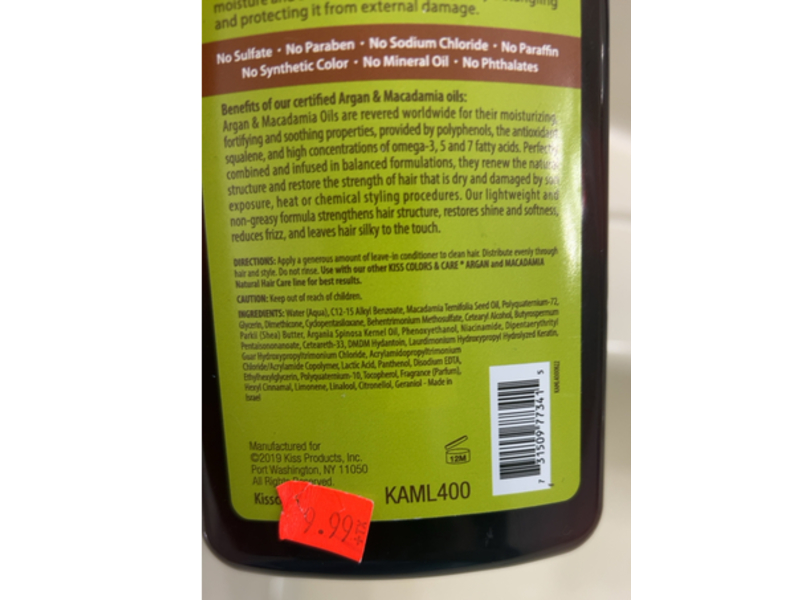 moisture and
and protecting it from external damage.
No Sulfate • No Paraben • No Sodium Chloride • No Paraffin
No Synthetic Color • No Mineral Oil • No Phthalates
Benefits of our certified Argan & Macadamia oils:
Argan & Macadamia Oils are revered worldwide for their moisturizing,
fortifying and soothing properties, provided by polyphenols, the antioxidant
squalene, and high concentrations of omega-3, 5 and 7 fatty acids. Perfectly
combined and infused in balanced formulations, they renew the natural
structure and restore the strength of hair that is dry and damaged by sun
exposure, heat or chemical styling procedures. Our lightweight and
non-greasy formula strengthens hair structure, restores shine and softness,
reduces frizz, and leaves hair silky to the touch.
DIRECTIONS: Apply a generous amount of leave-in conditioner to clean hair. Distribute evenly through
hair and style. Do not rinse. Use with our other KISS COLORS & CARE ® ARGAN and MACADAMIA
Natural Hair Care line for best results.
CAUTION: Keep out of reach of children.
INGREDIENTS: Water (Aqua), C12-15 Alkyl Benzoate, Macadamia Ternifolia Seed Oil, Polyquaternium-72,
Glycerin, Dimethicone, Cyclopentasiloxane, Behentrimonium Methosulfate, Cetearyl Alcohol, Butyrospermum
Parkii (Shea) Butter, Argania Spinosa Kernel Oil, Phenoxyethanol, Niacinamide, Dipentaerythrityl
Pentaisononanoate, Ceteareth-33, DMDM Hydantoin, Laurdimonium Hydroxypropyl Hydrolyzed Keratin,
Guar Hydroxypropyltrimonium Chloride, Acrylamidopropyltrimonium
Chloride/Acrylamide Copolymer, Lactic Acid, Panthenol, Disodium EDTA,
Ethylhexylglycerin, Polyquaternium-10, Tocopherol, Fragrance (Parfum),
Hexyl Cinnamal, Limonene, Linalool, Citronellol, Geraniol - Made in
Israel
Manufactured for
©2019 Kiss Products, Inc.
Port Washington, NY 11050
All Rights Reserved.
12M
KAML400
7 31509 77341 5
9.99